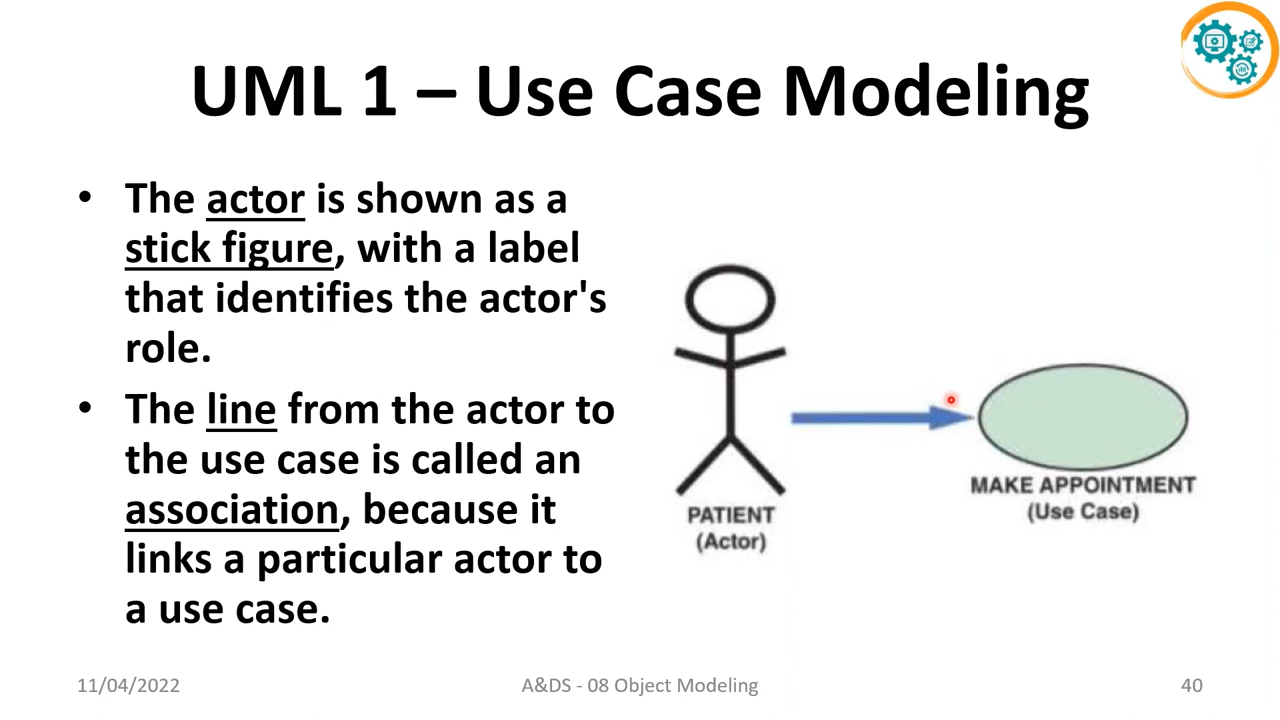 UML 1 – Use Case Modeling
• The actor is shown as a
stick figure, with a label
that identifies the actor's
role.
• The line from the actor to
the use case is called an
association, because it
links a particular actor to
a use case.
PATIENT
(Actor)
MAKE APPOINTMENT
(Use Case)
11/04/2022
A&DS - 08 Object Modeling
40